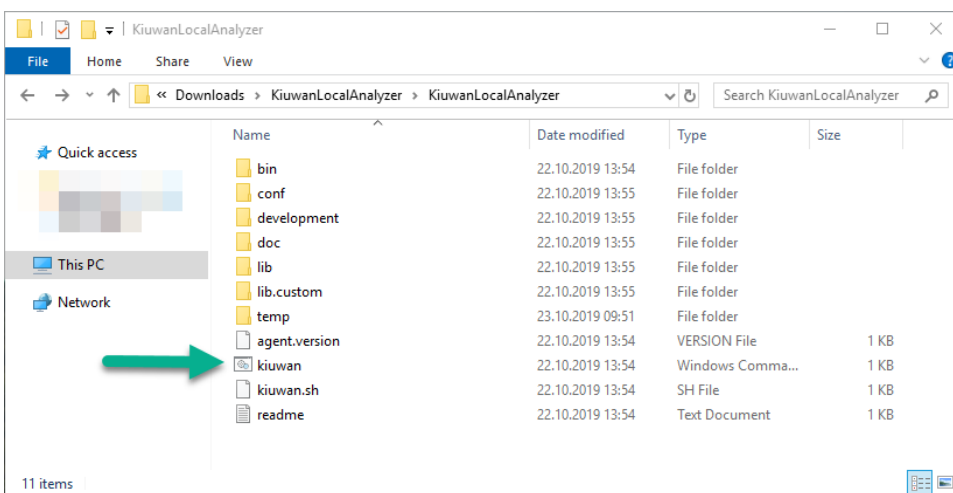 KiuwanLocalAnalyzer
File Home Share View
« Downloads > KiuwanLocalAnalyzer > KiuwanLocalAnalyzer Search KiuwanLocalAnalyzer
Name Date modified Type Size
Quick access
This PC
Network
bin 22.10.2019 13:54 File folder
conf 22.10.2019 13:55 File folder
development 22.10.2019 13:55 File folder
doc 22.10.2019 13:55 File folder
lib 22.10.2019 13:55 File folder
lib.custom 22.10.2019 13:55 File folder
temp 23.10.2019 09:51 File folder
agent.version 22.10.2019 13:54 VERSION File 1 KB
kiuwan 22.10.2019 13:54 Windows Comma... 1 KB
kiuwan.sh 22.10.2019 13:54 SH File 1 KB
readme 22.10.2019 13:54 Text Document 1 KB
11 items